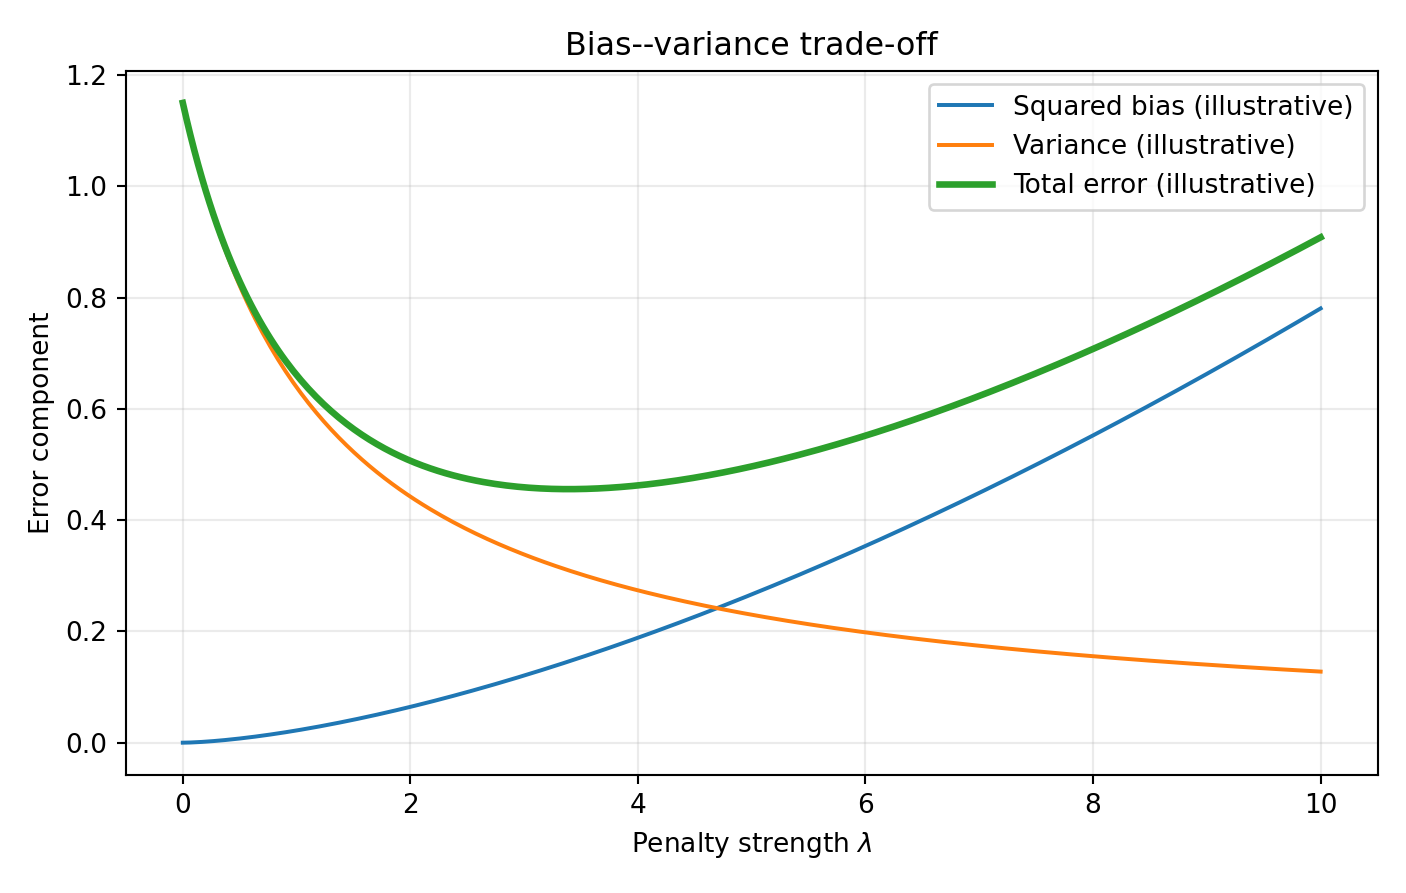 Bias--variance trade-off
Squared bias (illustrative)
Variance (illustrative)
Total error (illustrative)
Error component
1.2
1.0
0.8
0.6
0.4
0.2
0.0
0 2 4 6 8 10
Penalty strength λ